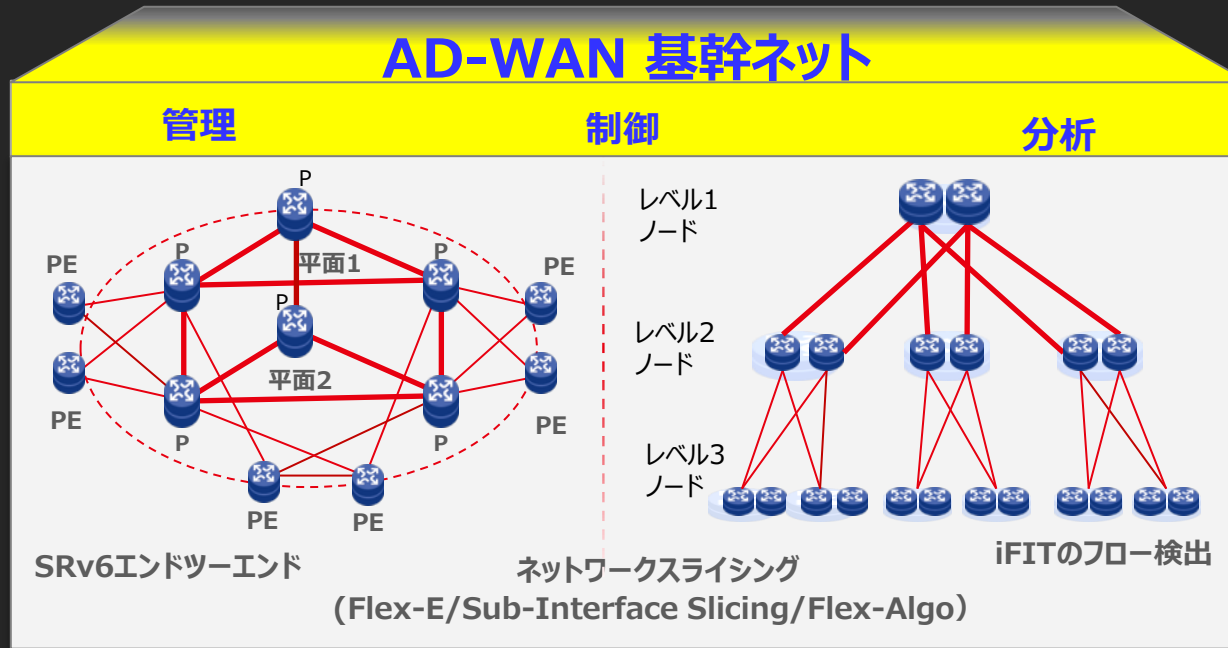 AD-WAN 基幹ネット
管理
制御
分析
P
P
平面1
P
PE
PE
P
平面2
PE
PE
P
P
PE
PE
レベル1
ノード
レベル2
ノード
レベル3
ノード
SRv6エンドツーエンド
ネットワークスライシング
(Flex-E/Sub-Interface Slicing/Flex-Algo）
iFITのフロー検出